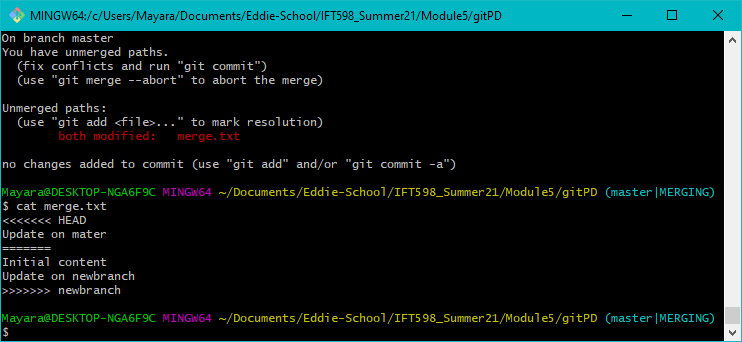 MINGW64:/c/Users/Mayara/Documents/Eddie-School/IFT598_Summer21/Module5/gitPD
On branch master
You have unmerged paths.
  (fix conflicts and run "git commit")
  (use "git merge --abort" to abort the merge)

Unmerged paths:
  (use "git add <file>..." to mark resolution)
        both modified:   merge.txt

no changes added to commit (use "git add" and/or "git commit -a")

Mayara@DESKTOP-NGA6F9C MINGW64 ~/Documents/Eddie-School/IFT598_Summer21/Module5/gitPD (master|MERGING)
$ cat merge.txt
<<<<<<< HEAD
Update on mater
=======
Initial content
Update on newbranch
>>>>>>> newbranch

Mayara@DESKTOP-NGA6F9C MINGW64 ~/Documents/Eddie-School/IFT598_Summer21/Module5/gitPD (master|MERGING)
$